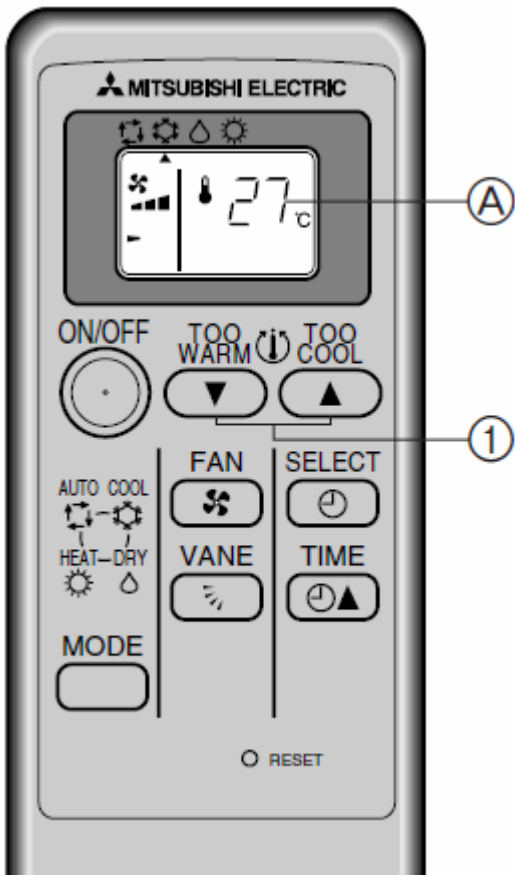 MITSUBISHI ELECTRIC
27°C
A
ON/OFF
TOO WARM
TOO COOL
1
FAN
SELECT
AUTO COOL
HEAT DRY
VANE
TIME
MODE
RESET